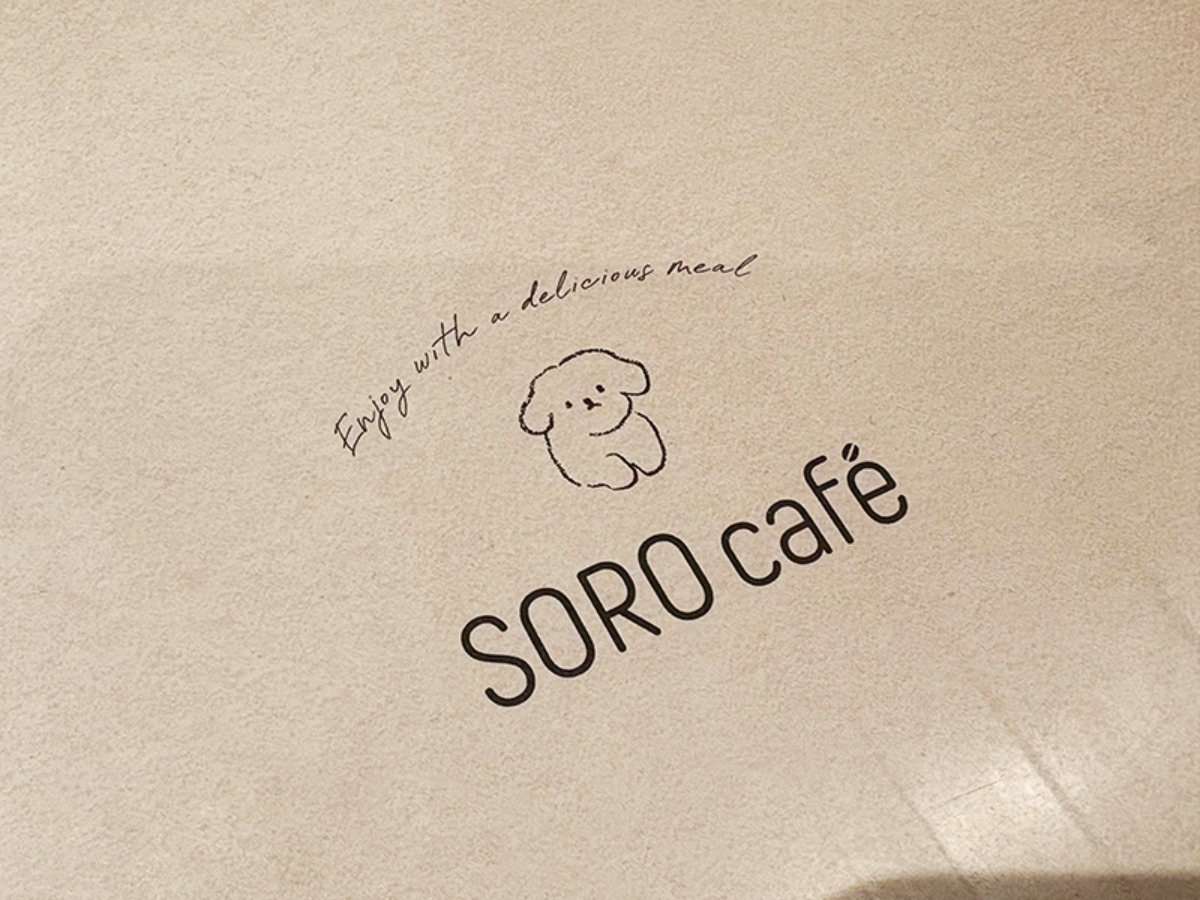 Enjoy with a delicious meal
SORO café